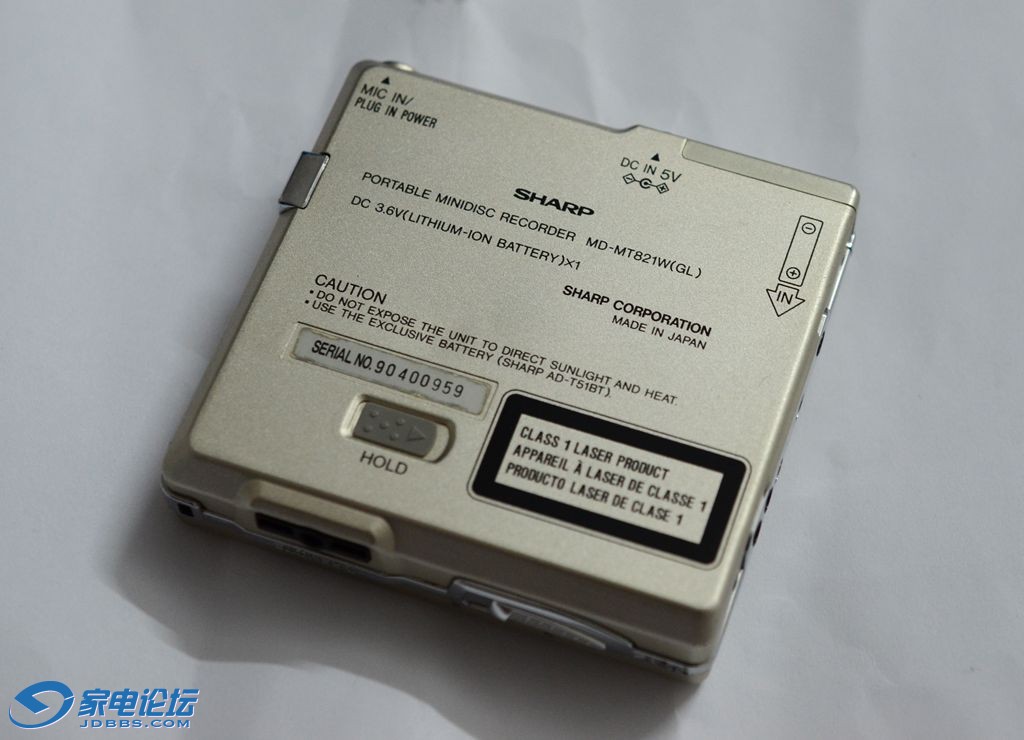 MIC IN/
PLUG IN POWER
DC IN 5V
SHARP
PORTABLE MINIDISC RECORDER MD-MT821W(GL)
DC 3.6V(LITHIUM-ION BATTERY)×1
IN
SHARP CORPORATION
MADE IN JAPAN
CAUTION
• DO NOT EXPOSE THE UNIT TO DIRECT SUNLIGHT AND HEAT.
• USE THE EXCLUSIVE BATTERY (SHARP AD-T51BT).
SERIAL NO. 90400959
HOLD
CLASS 1 LASER PRODUCT
APPAREIL À LASER DE CLASSE 1
PRODUCTO LASER DE CLASE 1
家电论坛
JDBBS.COM